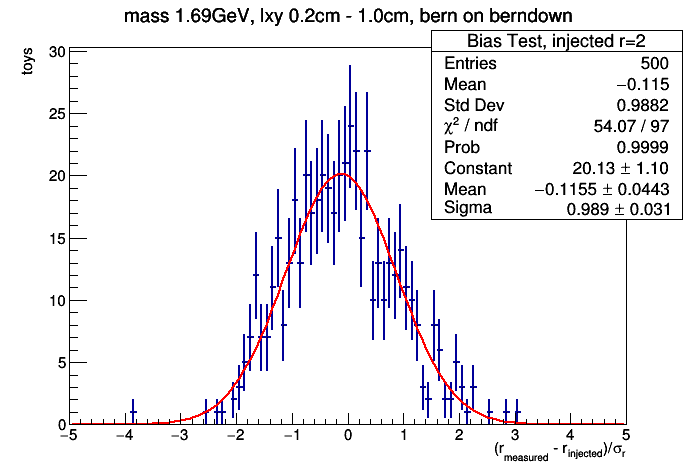 mass 1.69GeV, lxy 0.2cm - 1.0cm, bern on berndown
Bias Test, injected r=2
Entries 500
Mean −0.115
Std Dev 0.9882
χ² / ndf 54.07 / 97
Prob 0.9999
Constant 20.13 ± 1.10
Mean −0.1155 ± 0.0443
Sigma 0.989 ± 0.031
toys
30
25
20
15
10
5
0
−5 −4 −3 −2 −1 0 1 2 3 4 5
(r_measured - r_injected)/σ_r